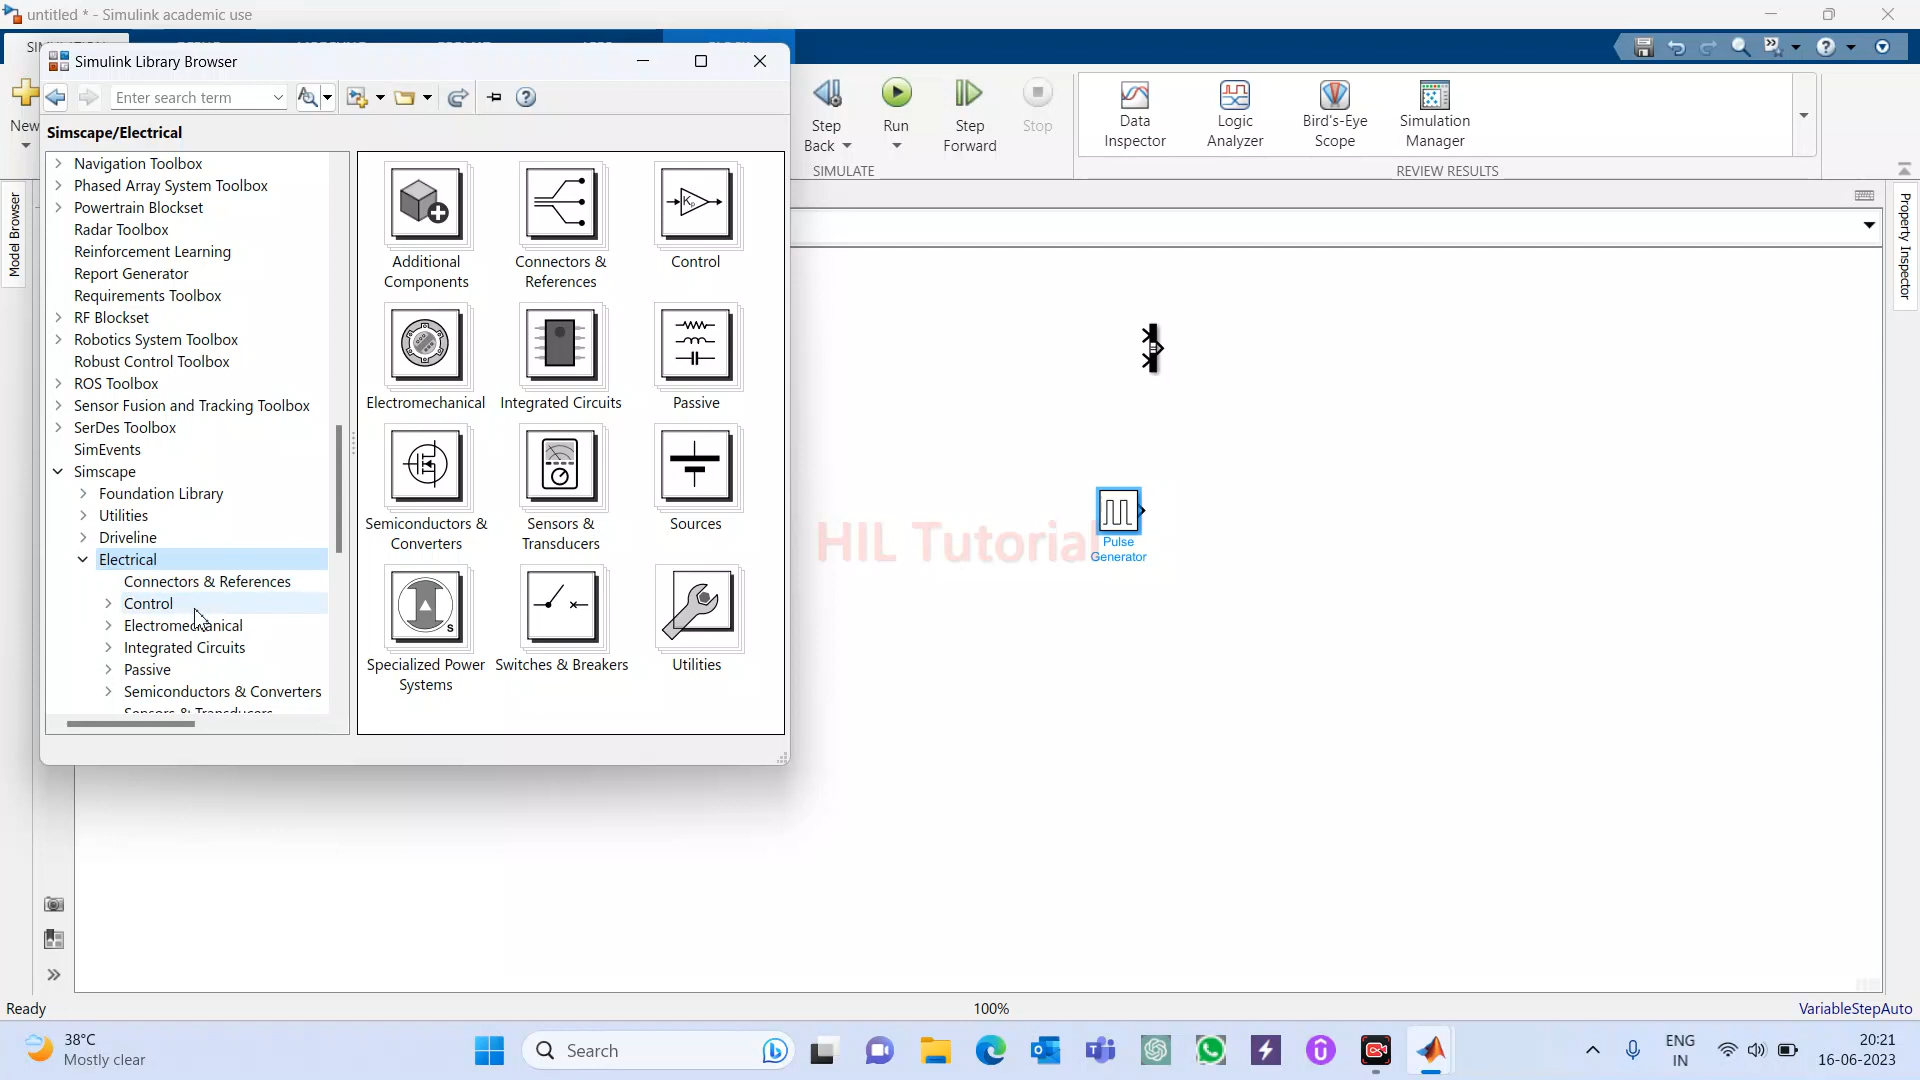 untitled * - Simulink academic use
Simulink Library Browser
New
Enter search term
Step
Back
Run
Step
Forward
Stop
Data
Inspector
Logic
Analyzer
Bird's-Eye
Scope
Simulation
Manager
SIMULATE
REVIEW RESULTS
Simscape/Electrical
Model Browser
Property Inspector
Navigation Toolbox
Phased Array System Toolbox
Powertrain Blockset
Radar Toolbox
Reinforcement Learning
Report Generator
Requirements Toolbox
RF Blockset
Robotics System Toolbox
Robust Control Toolbox
ROS Toolbox
Sensor Fusion and Tracking Toolbox
SerDes Toolbox
SimEvents
Simscape
Foundation Library
Utilities
Driveline
Electrical
Connectors & References
Control
Electromechanical
Integrated Circuits
Passive
Semiconductors & Converters
Sensors & Transducers
Additional
Components
Connectors &
References
Control
Electromechanical
Integrated Circuits
Passive
Semiconductors &
Converters
Sensors &
Transducers
Sources
Specialized Power
Systems
Switches & Breakers
Utilities
HIL Tutorial
Pulse
Generator
Ready
100%
VariableStepAuto
38°C
Mostly clear
Search
ENG
IN
20:21
16-06-2023